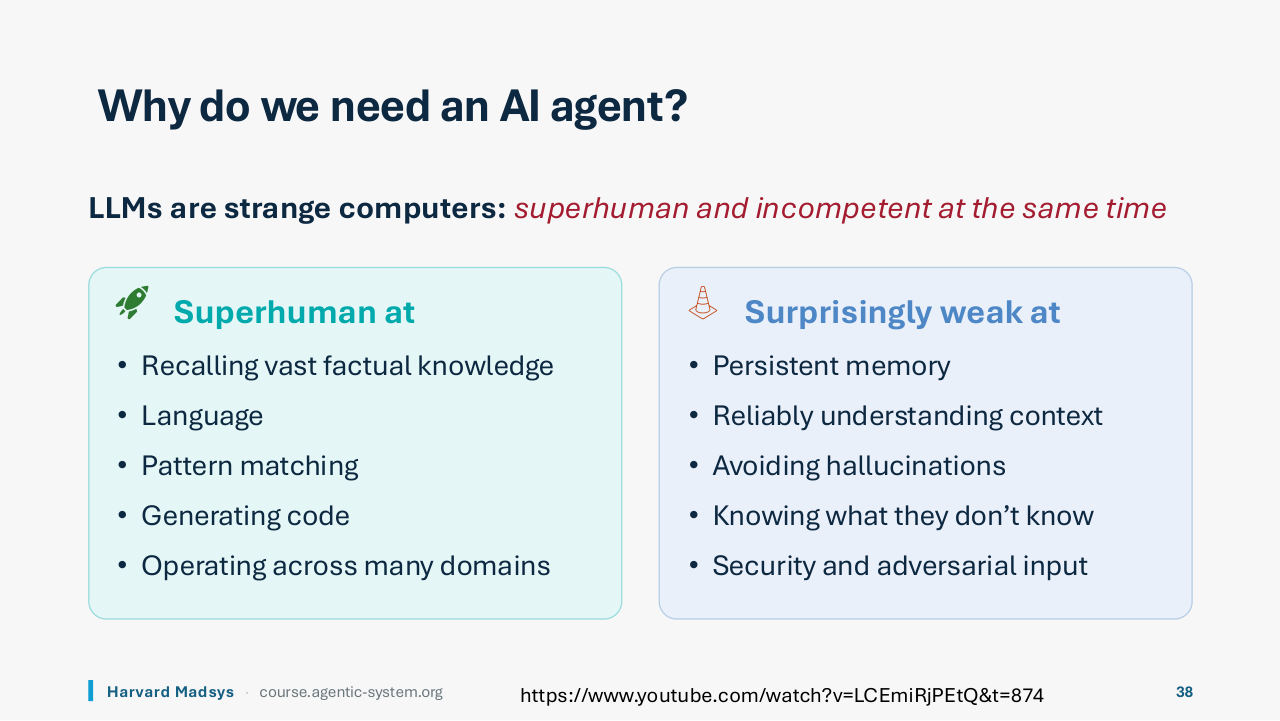 Why do we need an AI agent?
LLMs are strange computers: superhuman and incompetent at the same time
Superhuman at
• Recalling vast factual knowledge
• Language
• Pattern matching
• Generating code
• Operating across many domains
Surprisingly weak at
• Persistent memory
• Reliably understanding context
• Avoiding hallucinations
• Knowing what they don’t know
• Security and adversarial input
Harvard Madsys · course.agentic-system.org
https://www.youtube.com/watch?v=LCEmiRjPEtQ&t=874
38